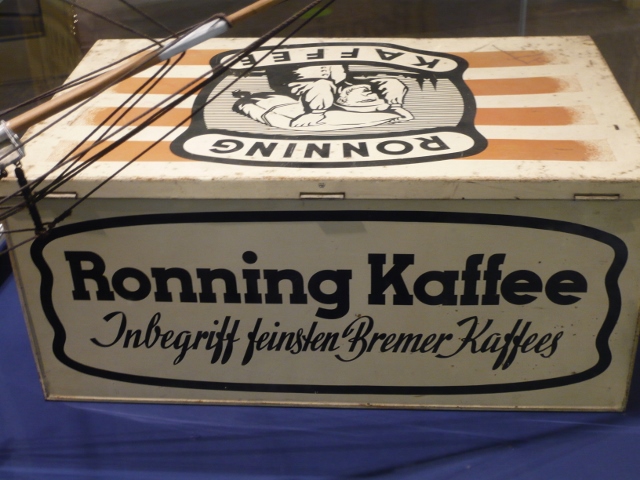 KAFFEE
RONNING
Ronning Kaffee
Inbegriff feinsten Bremer Kaffees